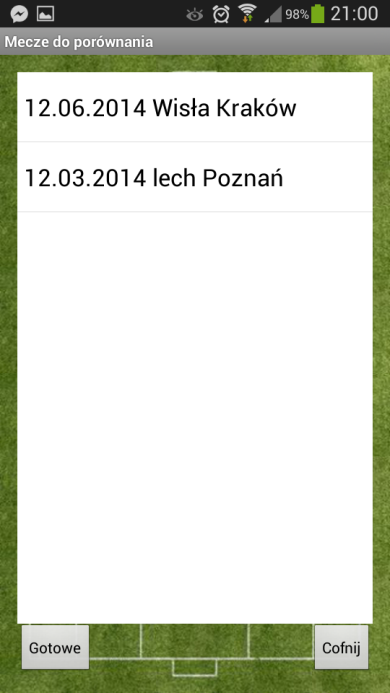 98% 21:00
Mecze do porównania
12.06.2014 Wisła Kraków
12.03.2014 lech Poznań
Gotowe Cofnij